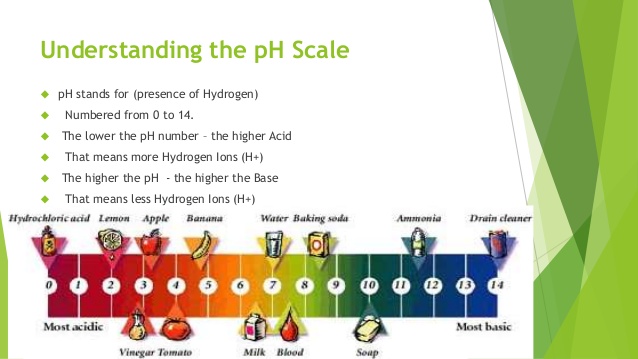 Understanding the pH Scale
pH stands for (presence of Hydrogen)
Numbered from 0 to 14.
The lower the pH number – the higher Acid
That means more Hydrogen Ions (H+)
The higher the pH - the higher the Base
That means less Hydrogen Ions (H+)
Hydrochloric acid Lemon Apple Banana Water Baking soda Ammonia Drain cleaner
0 1 2 3 4 5 6 7 8 9 10 11 12 13 14
Most acidic Most basic
Vinegar Tomato Milk Blood Soap